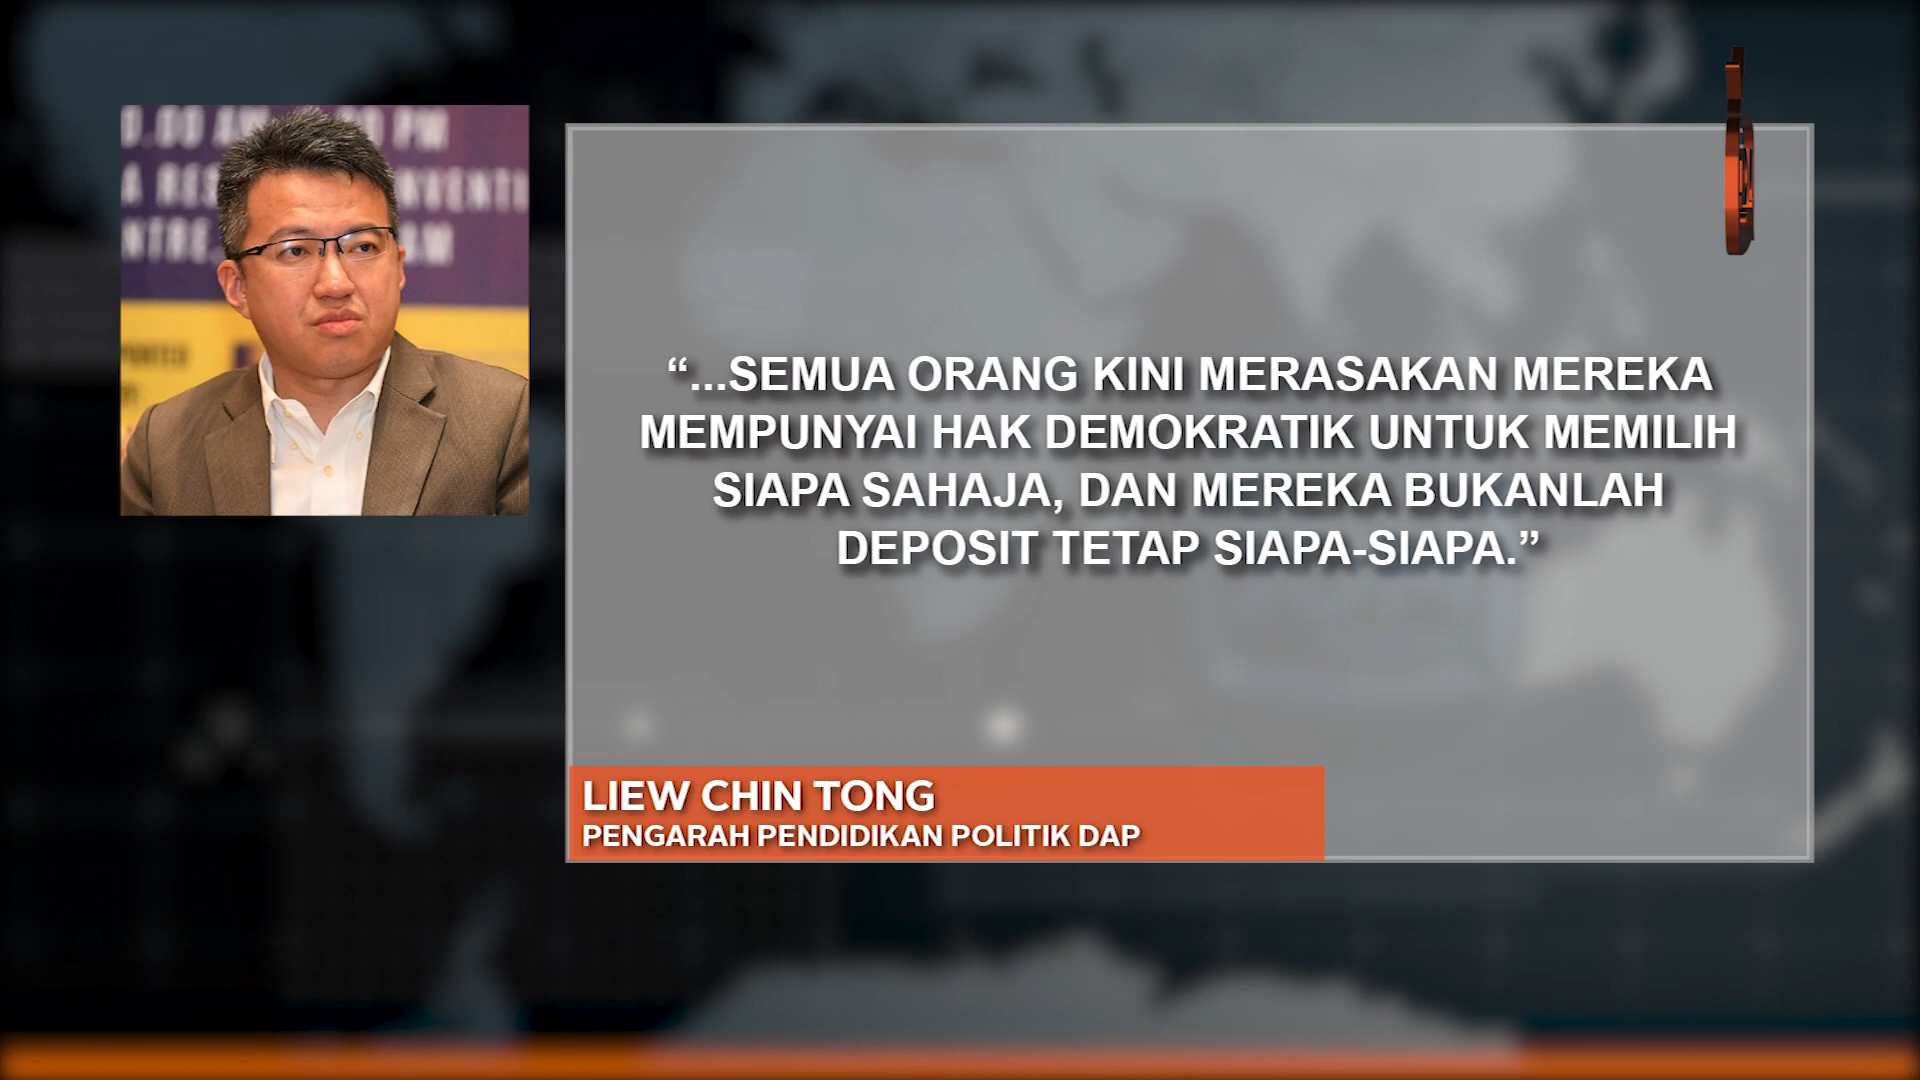 “...SEMUA ORANG KINI MERASAKAN MEREKA
MEMPUNYAI HAK DEMOKRATIK UNTUK MEMILIH
SIAPA SAHAJA, DAN MEREKA BUKANLAH
DEPOSIT TETAP SIAPA-SIAPA.”
LIEW CHIN TONG
PENGARAH PENDIDIKAN POLITIK DAP